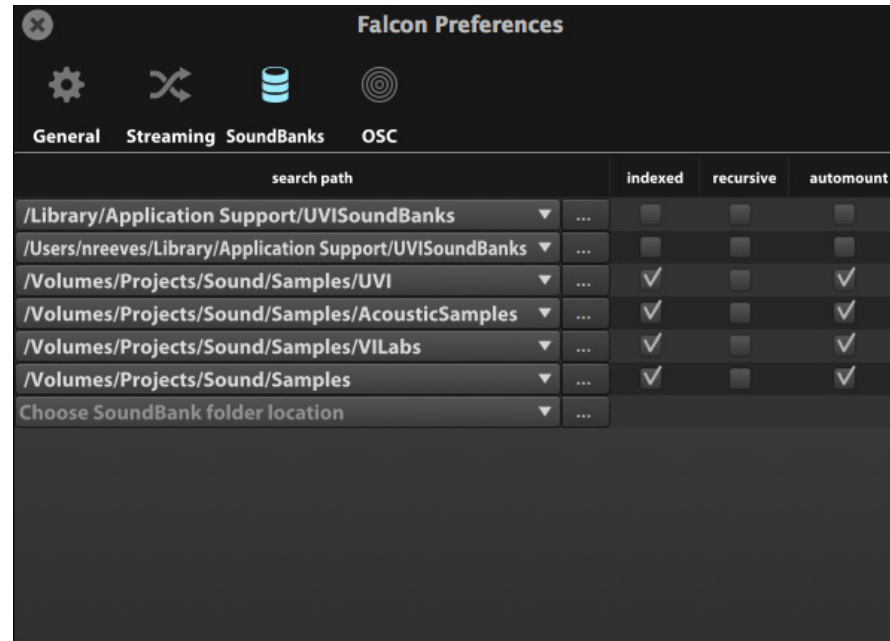 Falcon Preferences
General Streaming SoundBanks OSC
search path indexed recursive automount
/Library/Application Support/UVISoundBanks ...
/Users/nreeves/Library/Application Support/UVISoundBanks ...
/Volumes/Projects/Sound/Samples/UVI ...
/Volumes/Projects/Sound/Samples/AcousticSamples ...
/Volumes/Projects/Sound/Samples/VILabs ...
/Volumes/Projects/Sound/Samples ...
Choose SoundBank folder location ...